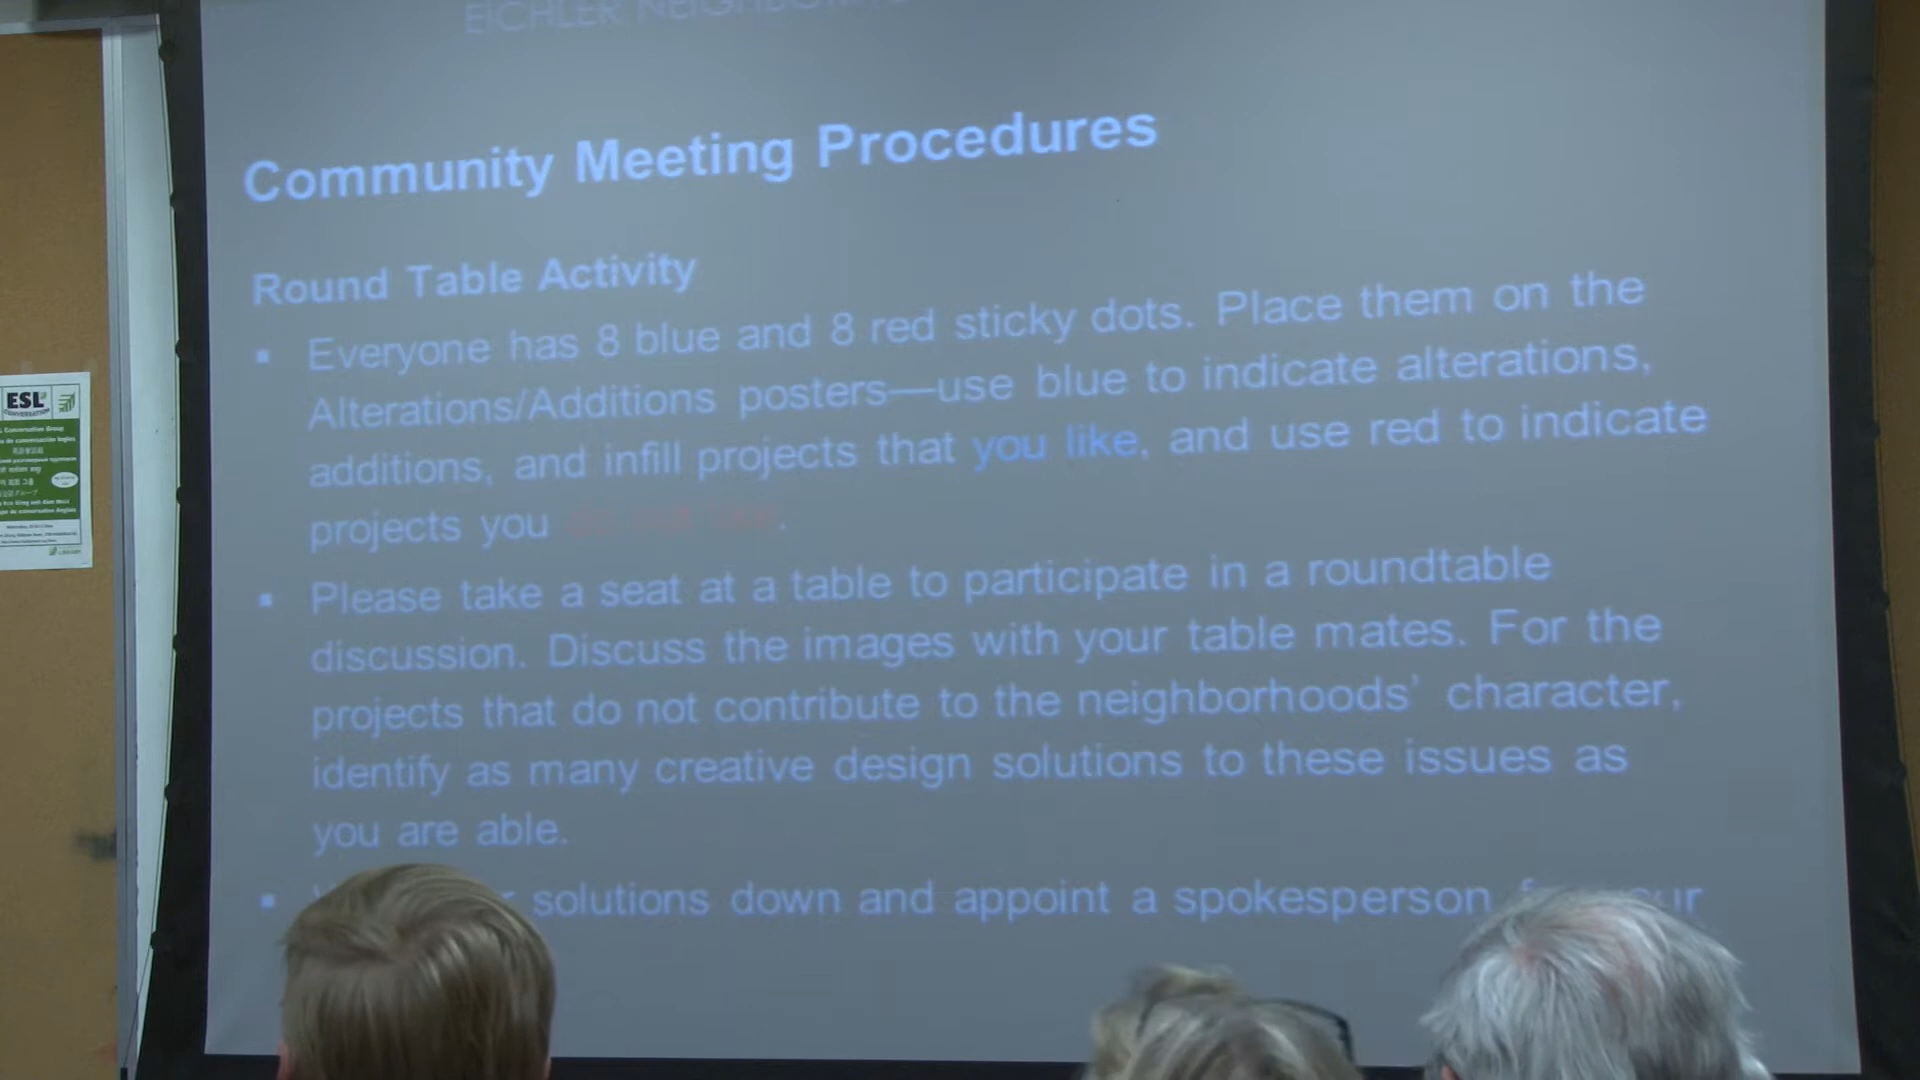 EICHLER
Community Meeting Procedures
Round Table Activity
▪ Everyone has 8 blue and 8 red sticky dots. Place them on the
Alterations/Additions posters—use blue to indicate alterations,
additions, and infill projects that you like, and use red to indicate
projects you
▪ Please take a seat at a table to participate in a roundtable
discussion. Discuss the images with your table mates. For the
projects that do not contribute to the neighborhoods' character,
identify as many creative design solutions to these issues as
you are able.
▪ solutions down and appoint a spokesperson
ESL
CONVERSATION